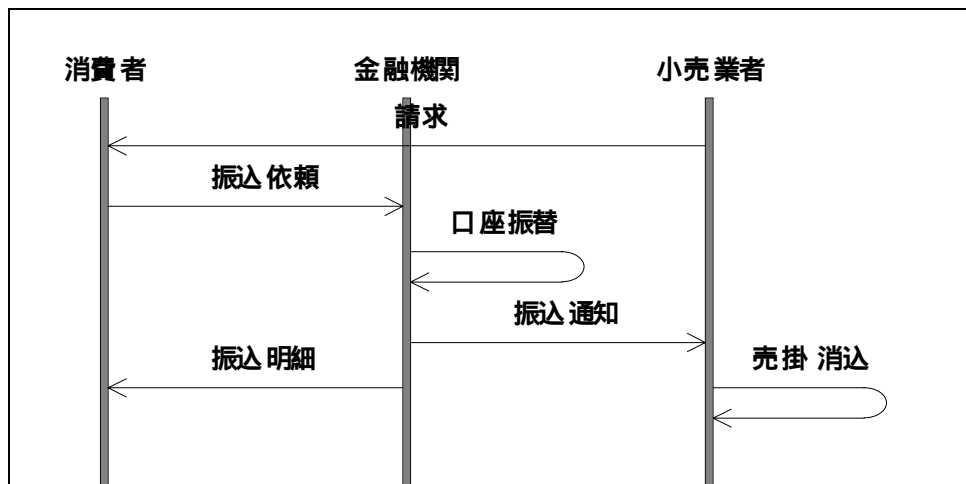 消費者 金融機関 小売業者
請求
振込依頼
口座振替
振込通知
振込明細
売掛消込